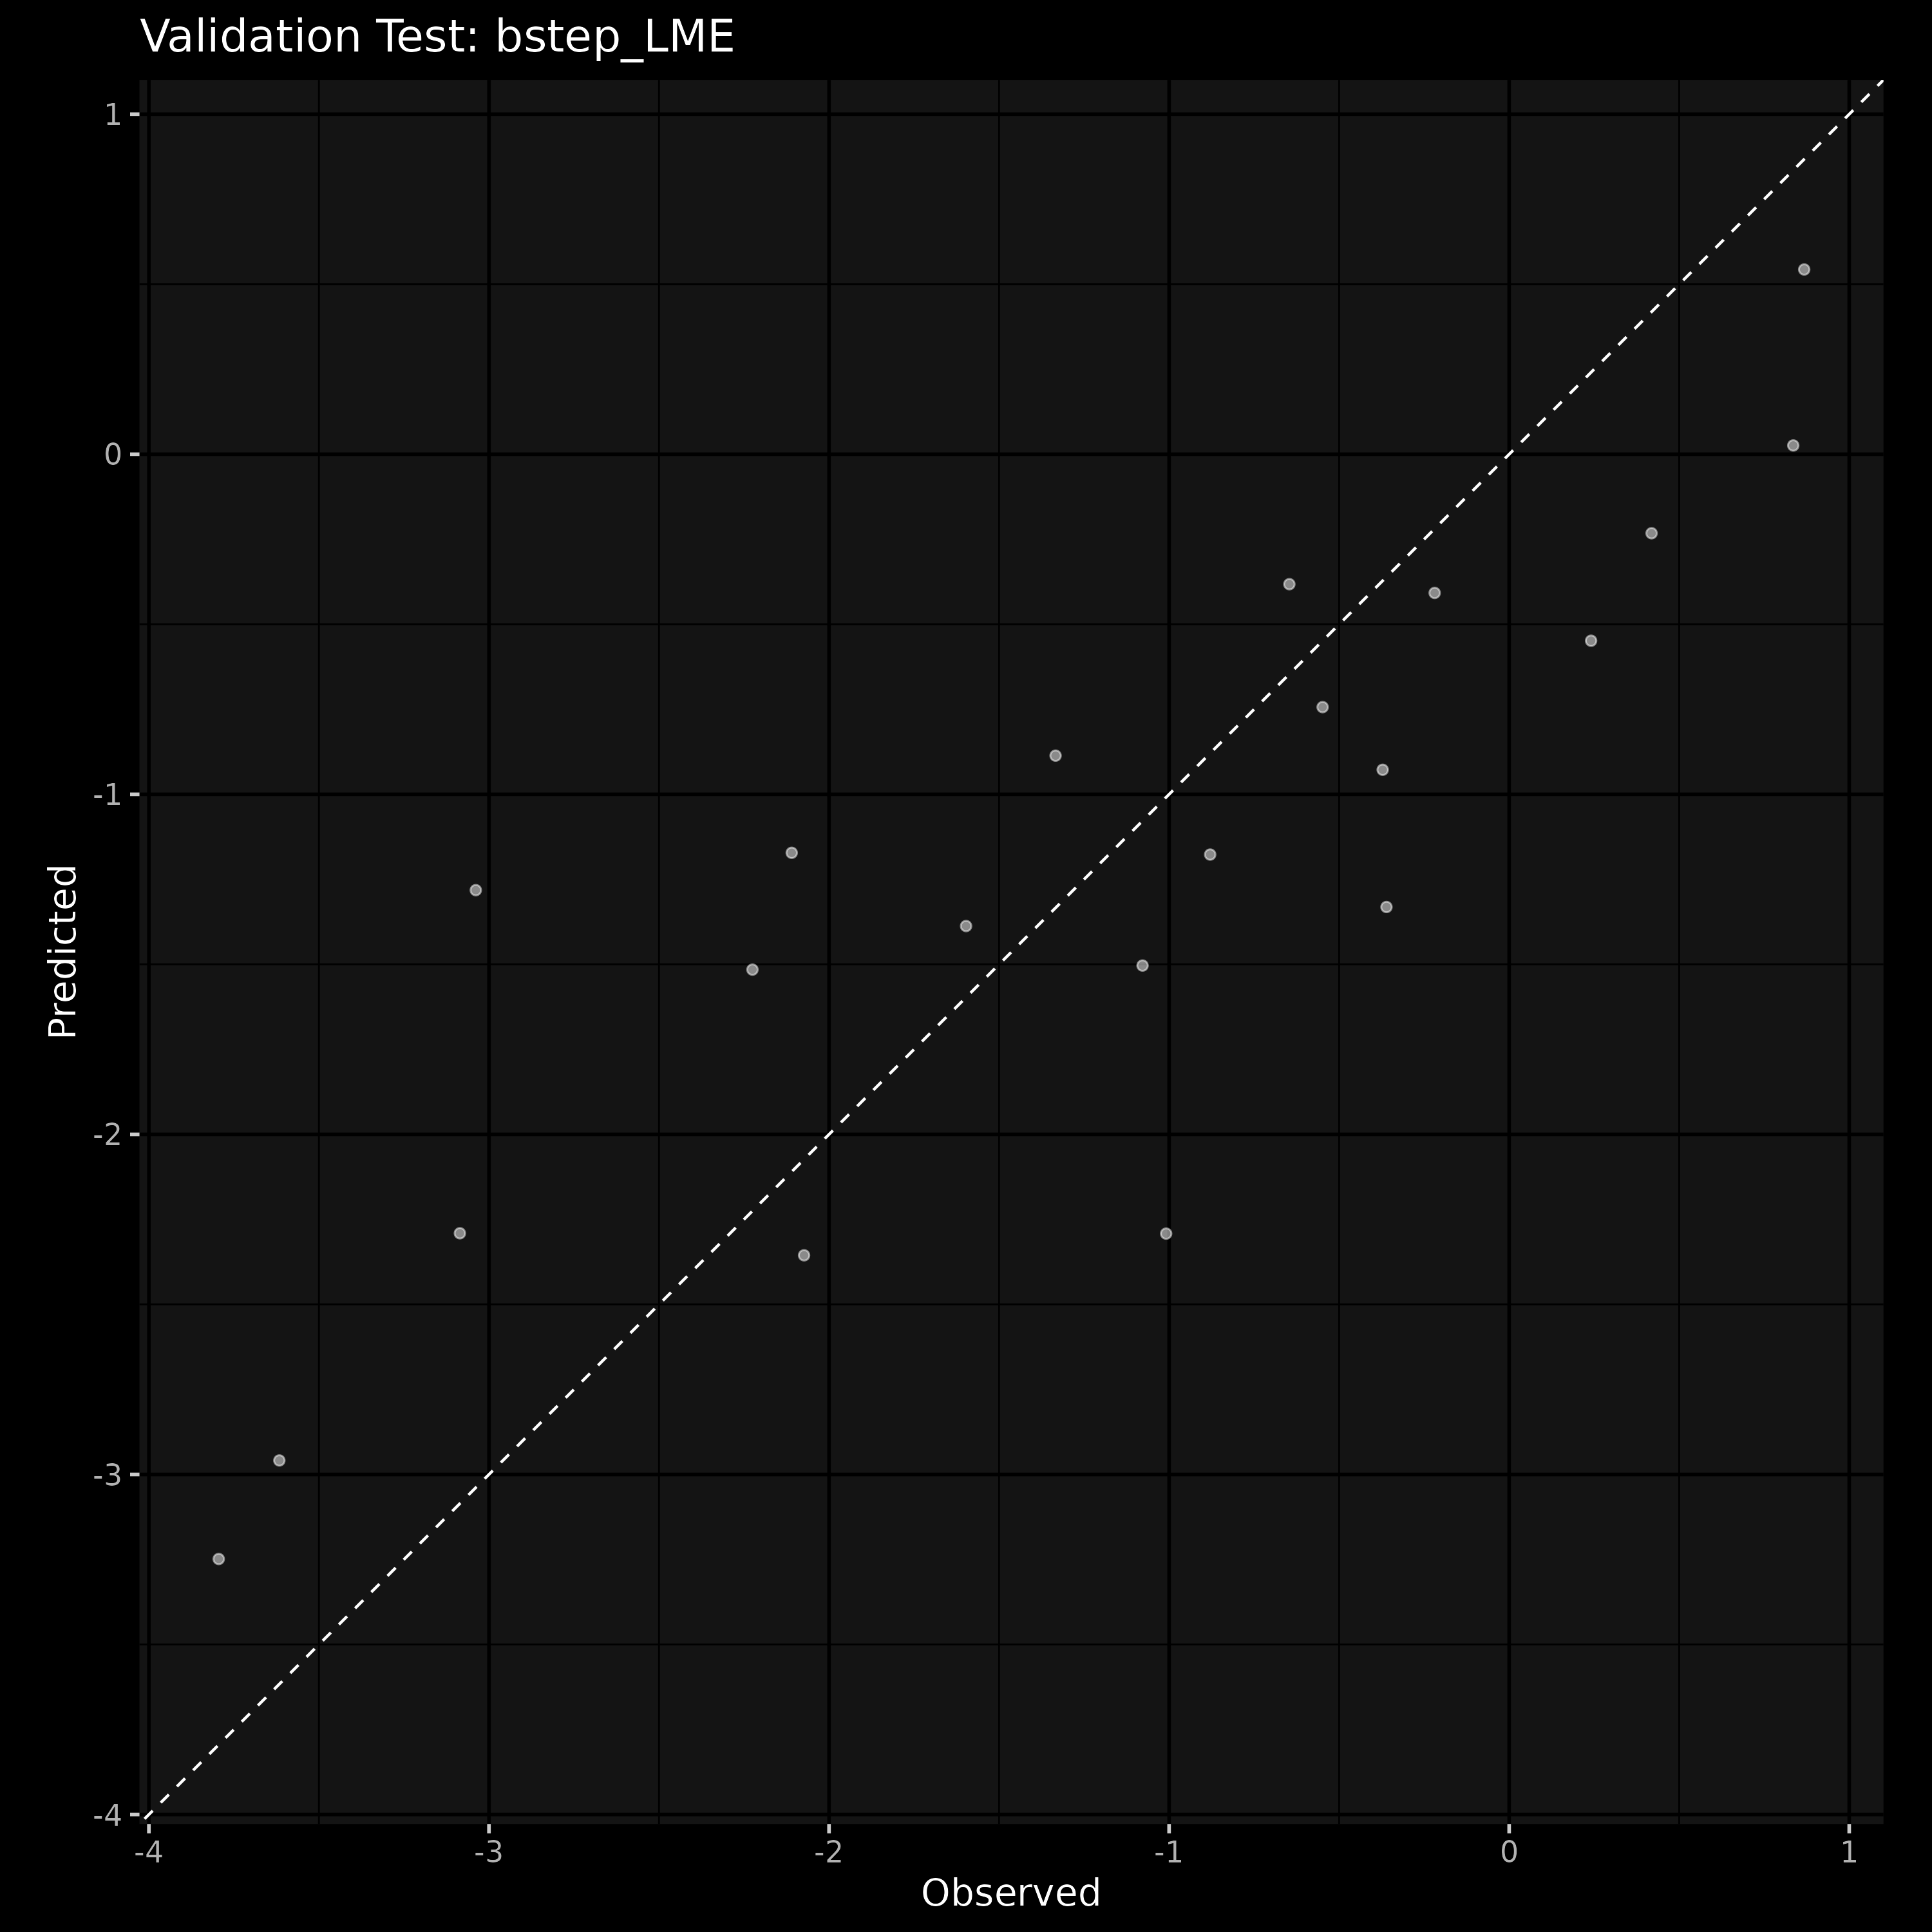 Validation Test: bstep_LME
1
0
-1
-2
-3
-4
Predicted
-4 -3 -2 -1 0 1
Observed